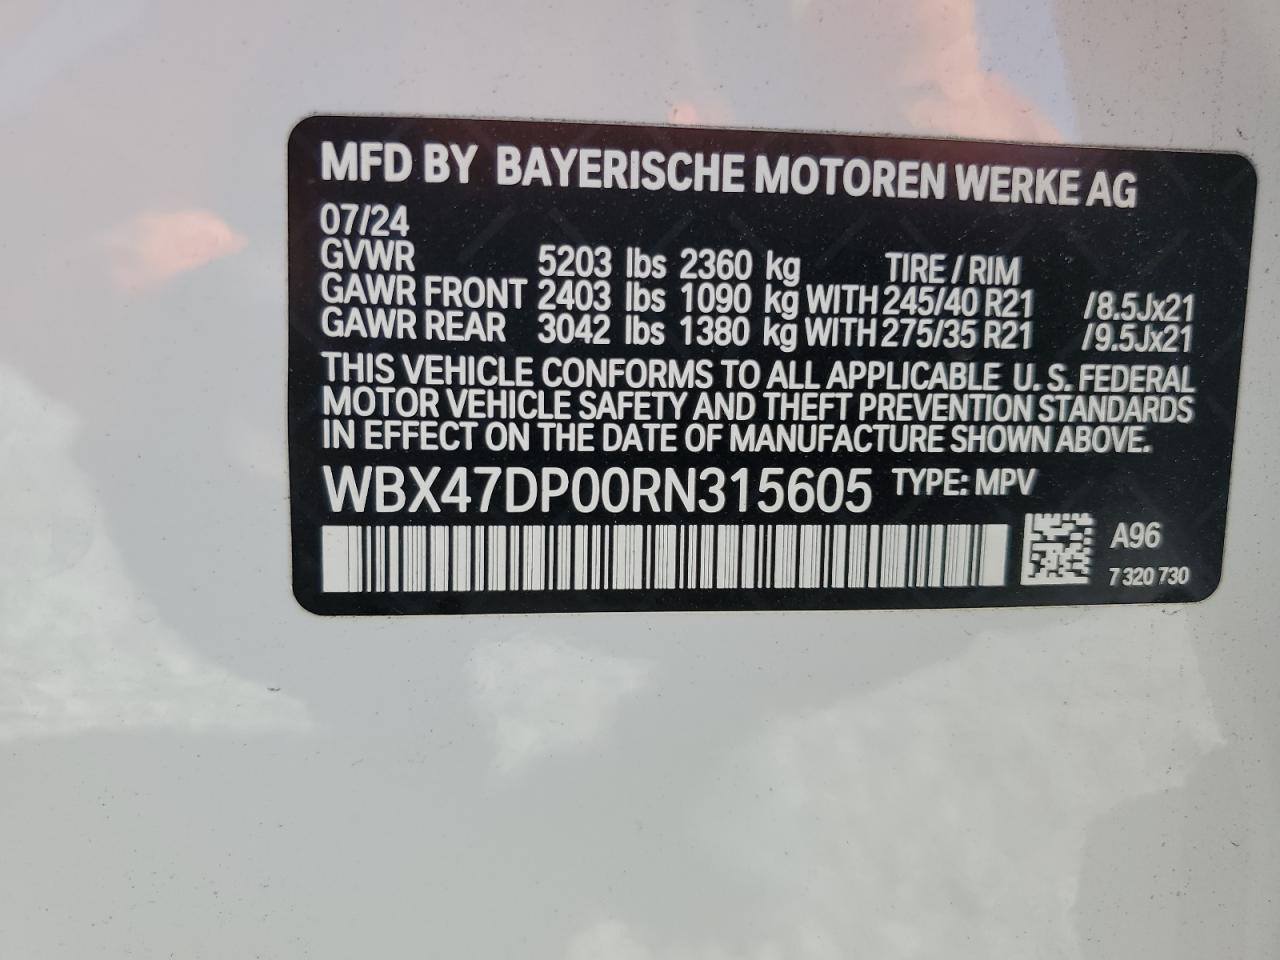 MFD BY BAYERISCHE MOTOREN WERKE AG
07/24
GVWR 5203 lbs 2360 kg TIRE / RIM
GAWR FRONT 2403 lbs 1090 kg WITH 245/40 R21 /8.5Jx21
GAWR REAR 3042 lbs 1380 kg WITH 275/35 R21 /9.5Jx21
THIS VEHICLE CONFORMS TO ALL APPLICABLE U.S. FEDERAL
MOTOR VEHICLE SAFETY AND THEFT PREVENTION STANDARDS
IN EFFECT ON THE DATE OF MANUFACTURE SHOWN ABOVE.
WBX47DP00RN315605 TYPE: MPV
A96
7 320 730